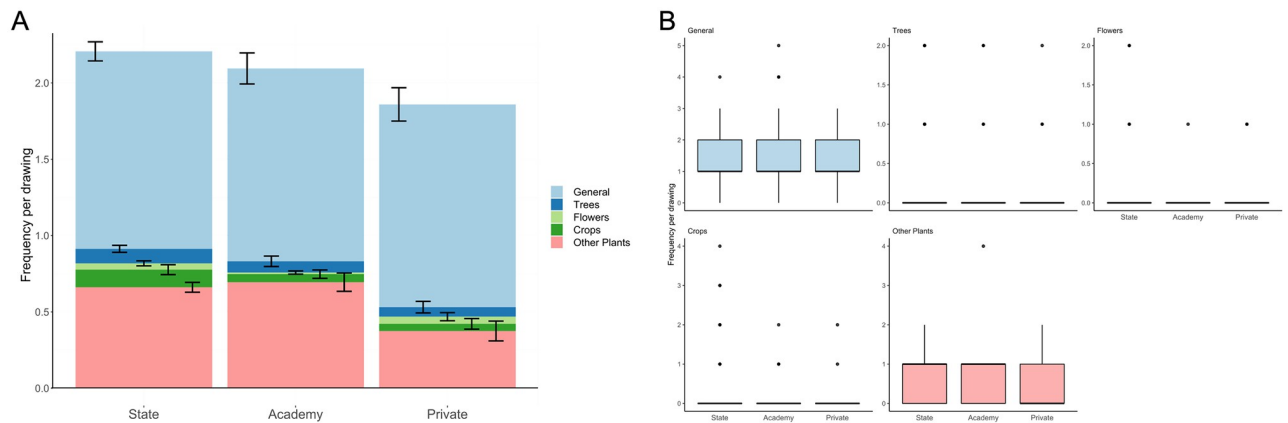 A
Frequency per drawing
2.0
1.5
1.0
0.5
0.0
State Academy Private
General
Trees
Flowers
Crops
Other Plants
B
Frequency per drawing
General
5
4
3
2
1
0
Trees
2.0
1.5
1.0
0.5
0.0
Flowers
2.0
1.5
1.0
0.5
0.0
State Academy Private
Crops
4
3
2
1
0
State Academy Private
Other Plants
4
3
2
1
0
State Academy Private